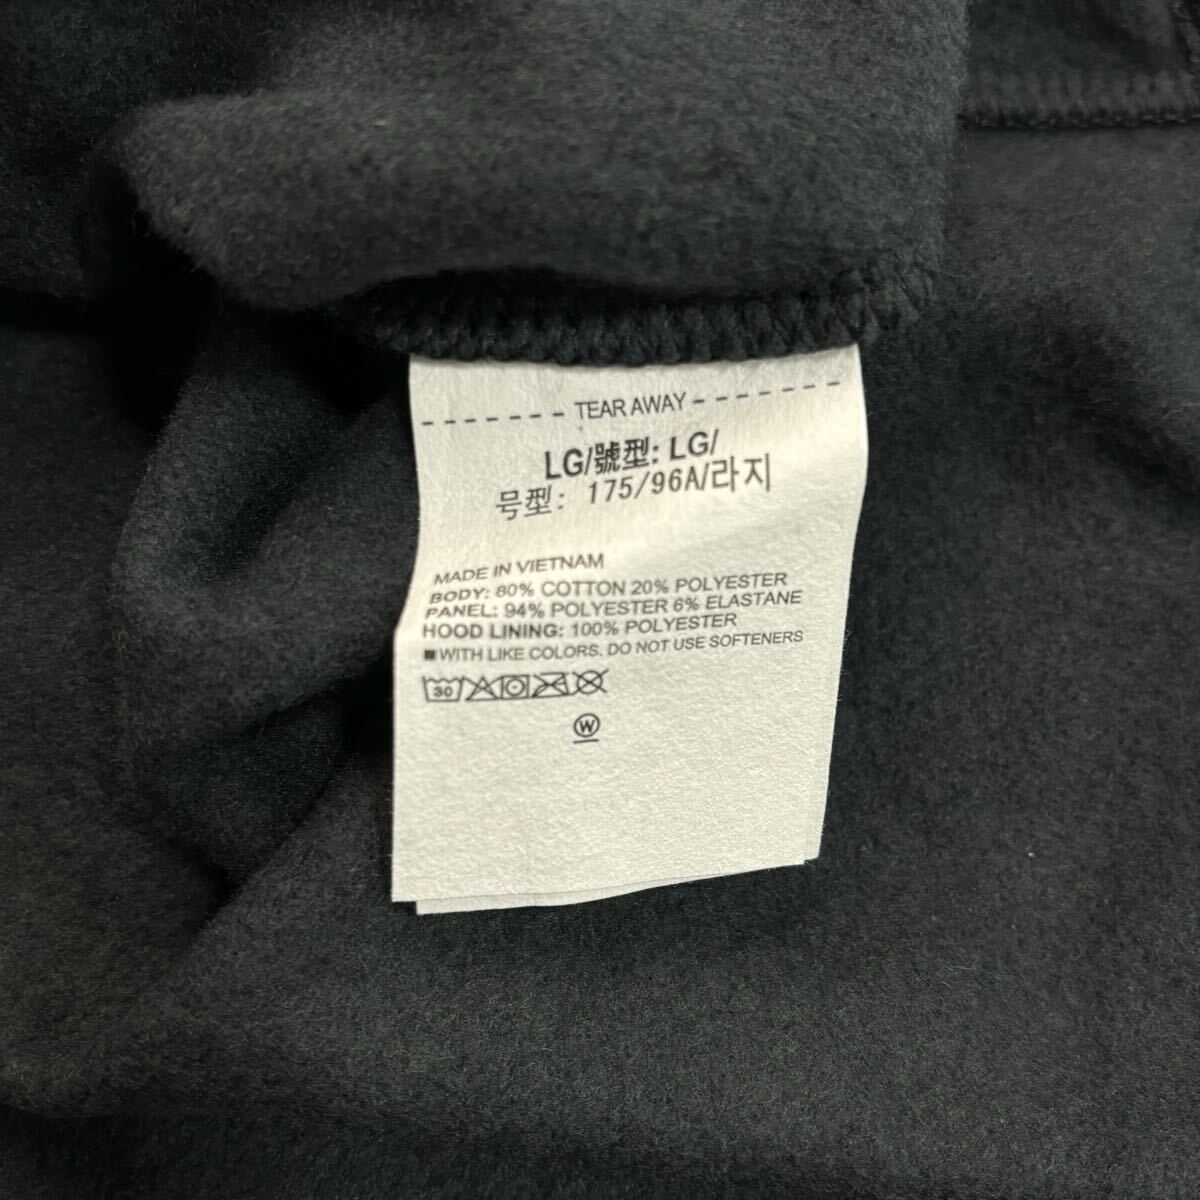 TEAR AWAY
LG/號型: LG/
号型: 175/96A/라지
MADE IN VIETNAM
BODY: 80% COTTON 20% POLYESTER
PANEL: 94% POLYESTER 6% ELASTANE
HOOD LINING: 100% POLYESTER
■WITH LIKE COLORS. DO NOT USE SOFTENERS
30
W